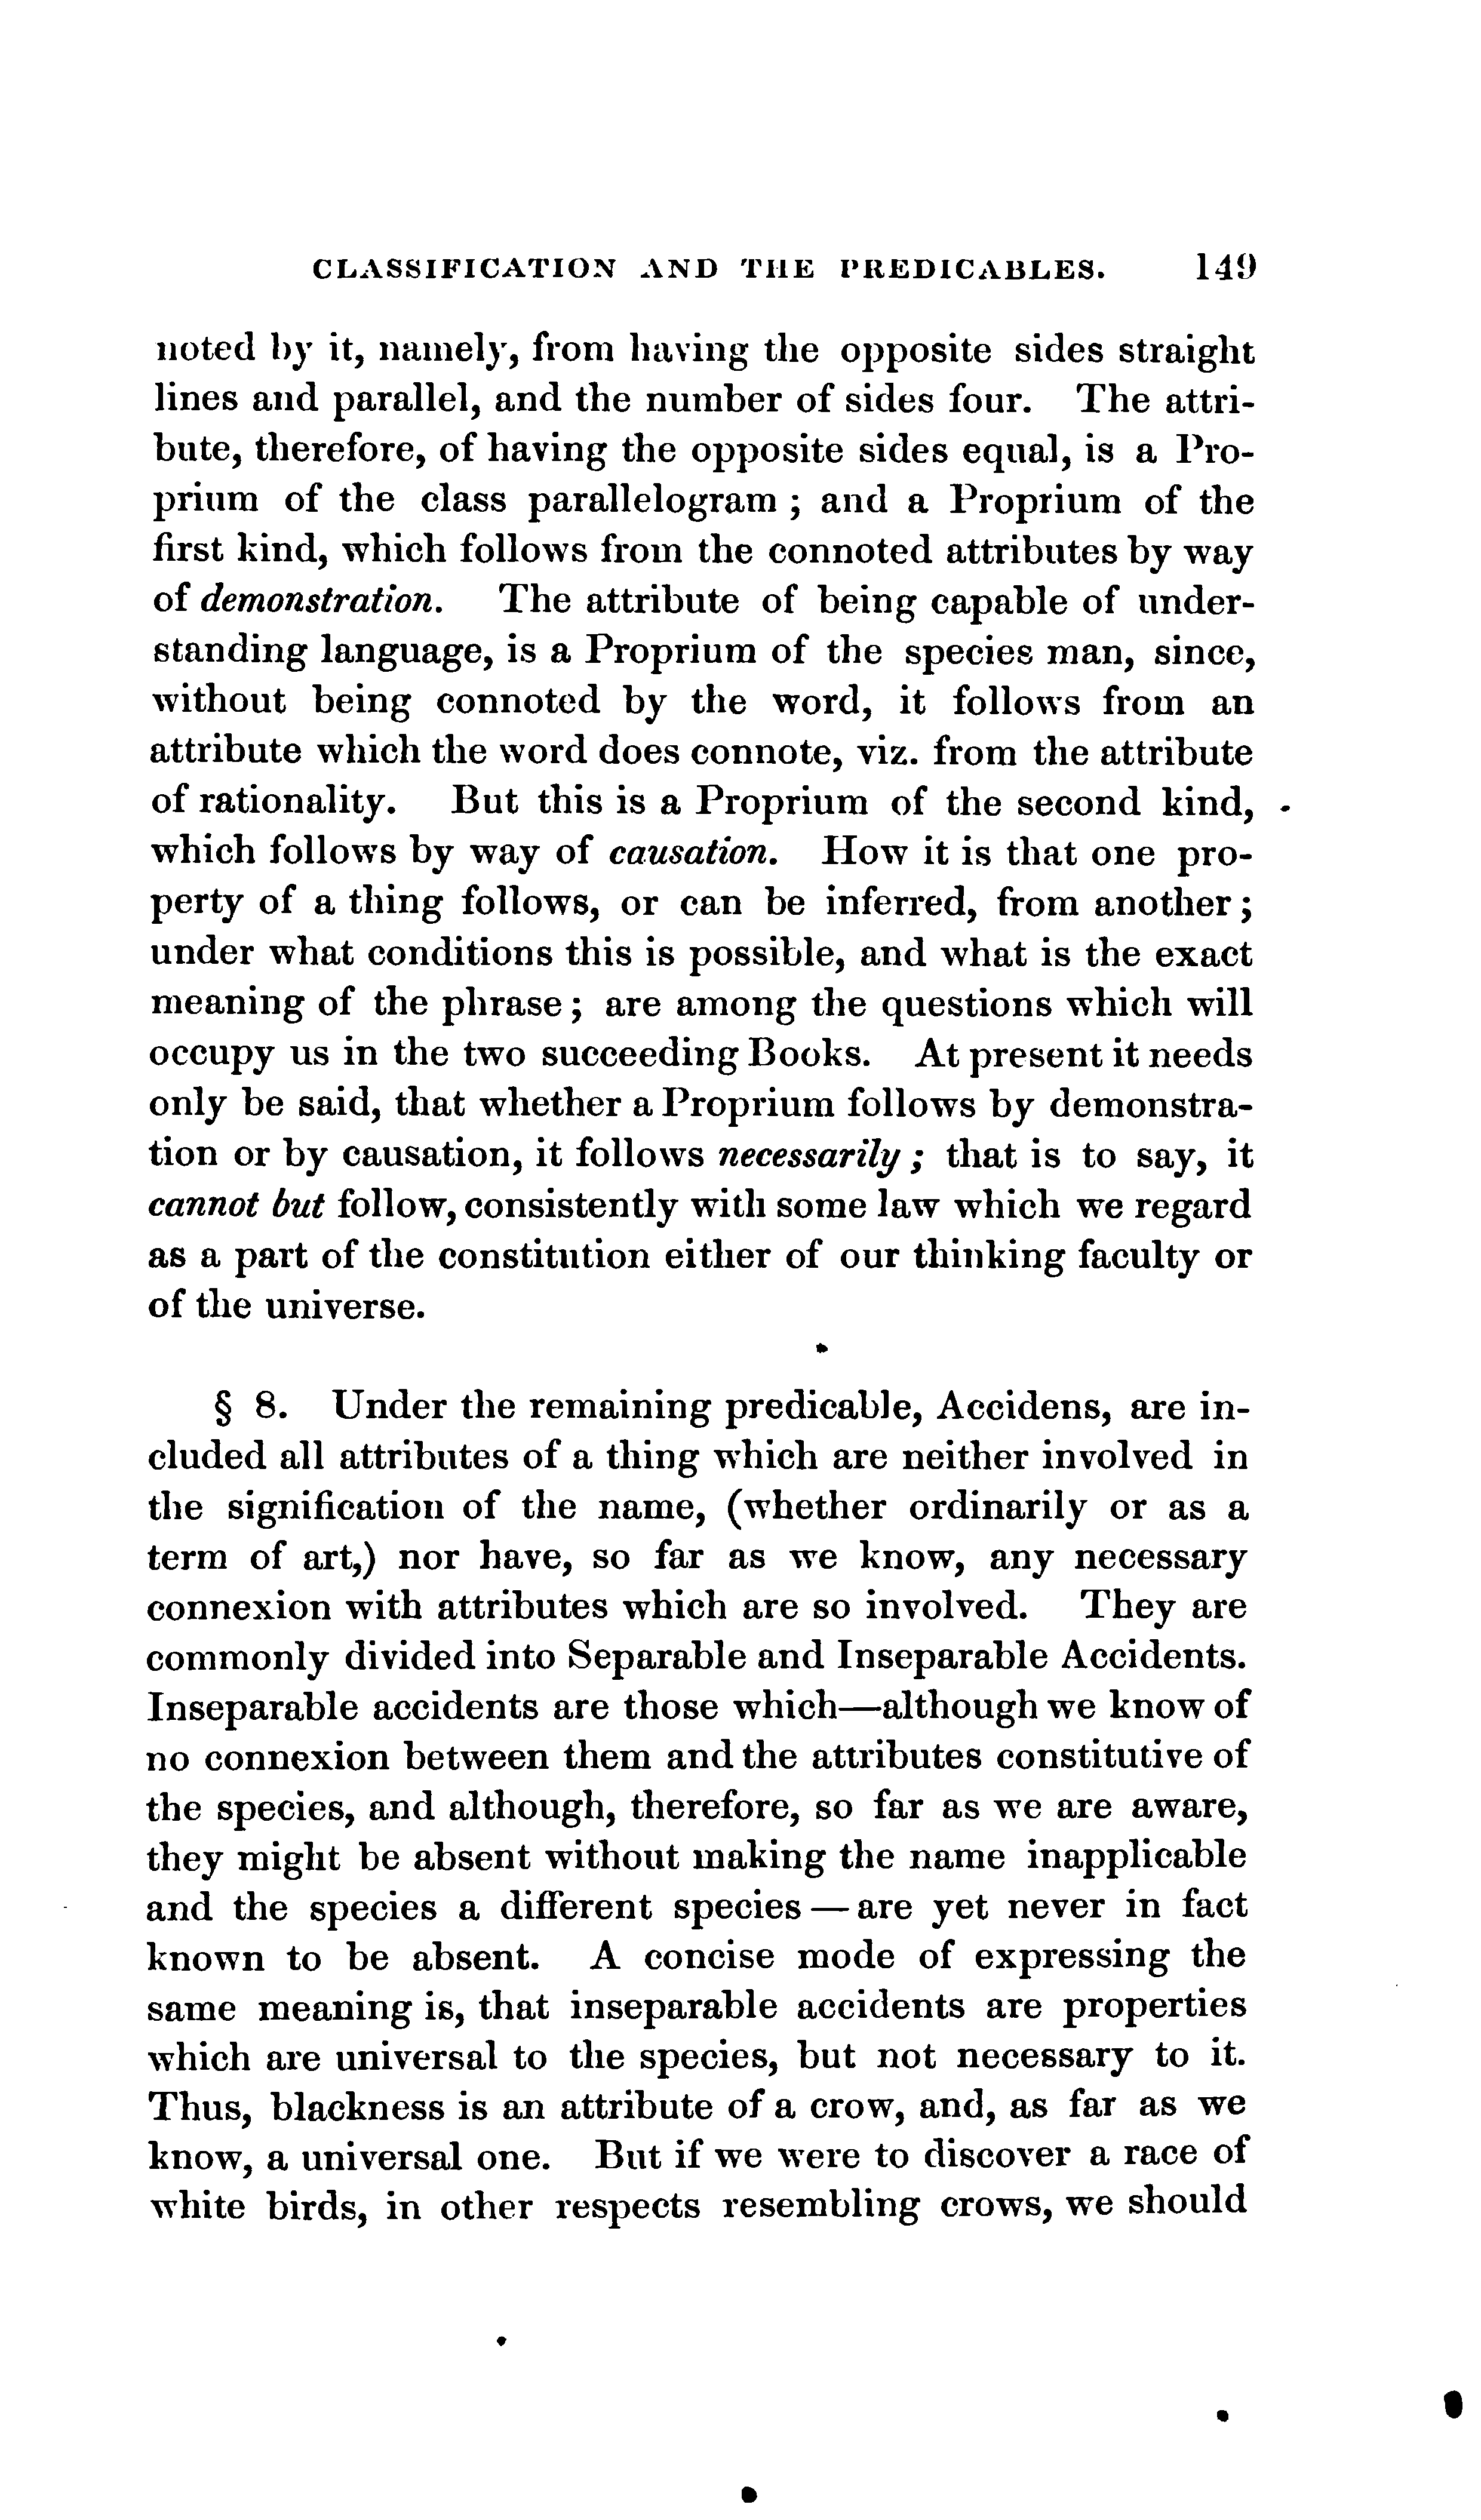 CLASSIFICATION AND THE PREDICABLES. 149
noted by it, namely, from having the opposite sides straight
lines and parallel, and the number of sides four. The attri-
bute, therefore, of having the opposite sides equal, is a Pro-
prium of the class parallelogram ; and a Proprium of the
first kind, which follows from the connoted attributes by way
of demonstration. The attribute of being capable of under-
standing language, is a Proprium of the species man, since,
without being connoted by the word, it follows from an
attribute which the word does connote, viz. from the attribute
of rationality. But this is a Proprium of the second kind,
which follows by way of causation. How it is that one pro-
perty of a thing follows, or can be inferred, from another ;
under what conditions this is possible, and what is the exact
meaning of the phrase ; are among the questions which will
occupy us in the two succeeding Books. At present it needs
only be said, that whether a Proprium follows by demonstra-
tion or by causation, it follows necessarily ; that is to say, it
cannot but follow, consistently with some law which we regard
as a part of the constitution either of our thinking faculty or
of the universe.
§ 8. Under the remaining predicable, Accidens, are in-
cluded all attributes of a thing which are neither involved in
the signification of the name, (whether ordinarily or as a
term of art,) nor have, so far as we know, any necessary
connexion with attributes which are so involved. They are
commonly divided into Separable and Inseparable Accidents.
Inseparable accidents are those which—although we know of
no connexion between them and the attributes constitutive of
the species, and although, therefore, so far as we are aware,
they might be absent without making the name inapplicable
and the species a different species — are yet never in fact
known to be absent. A concise mode of expressing the
same meaning is, that inseparable accidents are properties
which are universal to the species, but not necessary to it.
Thus, blackness is an attribute of a crow, and, as far as we
know, a universal one. But if we were to discover a race of
white birds, in other respects resembling crows, we should